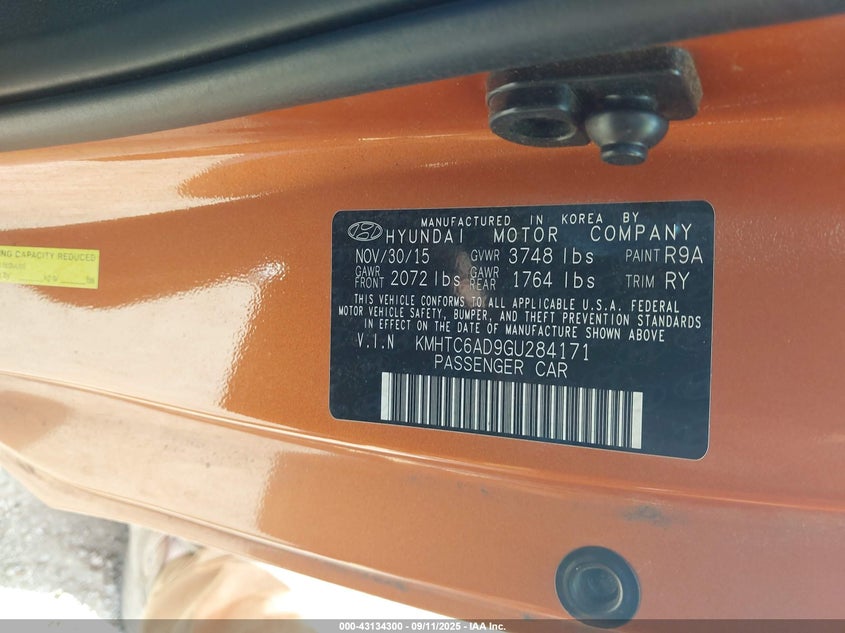 MANUFACTURED IN KOREA BY
HYUNDAI MOTOR COMPANY
NOV/30/15 GVWR 3748 lbs PAINT R9A
GAWR FRONT 2072 lbs GAWR REAR 1764 lbs TRIM RY
THIS VEHICLE CONFORMS TO ALL APPLICABLE U.S.A. FEDERAL
MOTOR VEHICLE SAFETY, BUMPER, AND THEFT PREVENTION STANDARDS
IN EFFECT ON THE DATE OF MANUFACTURE SHOWN ABOVE
V.I.N KMHTC6AD9GU284171
PASSENGER CAR
CAPACITY REDUCED
000-43134300 - 09/11/2025 - IAA Inc.